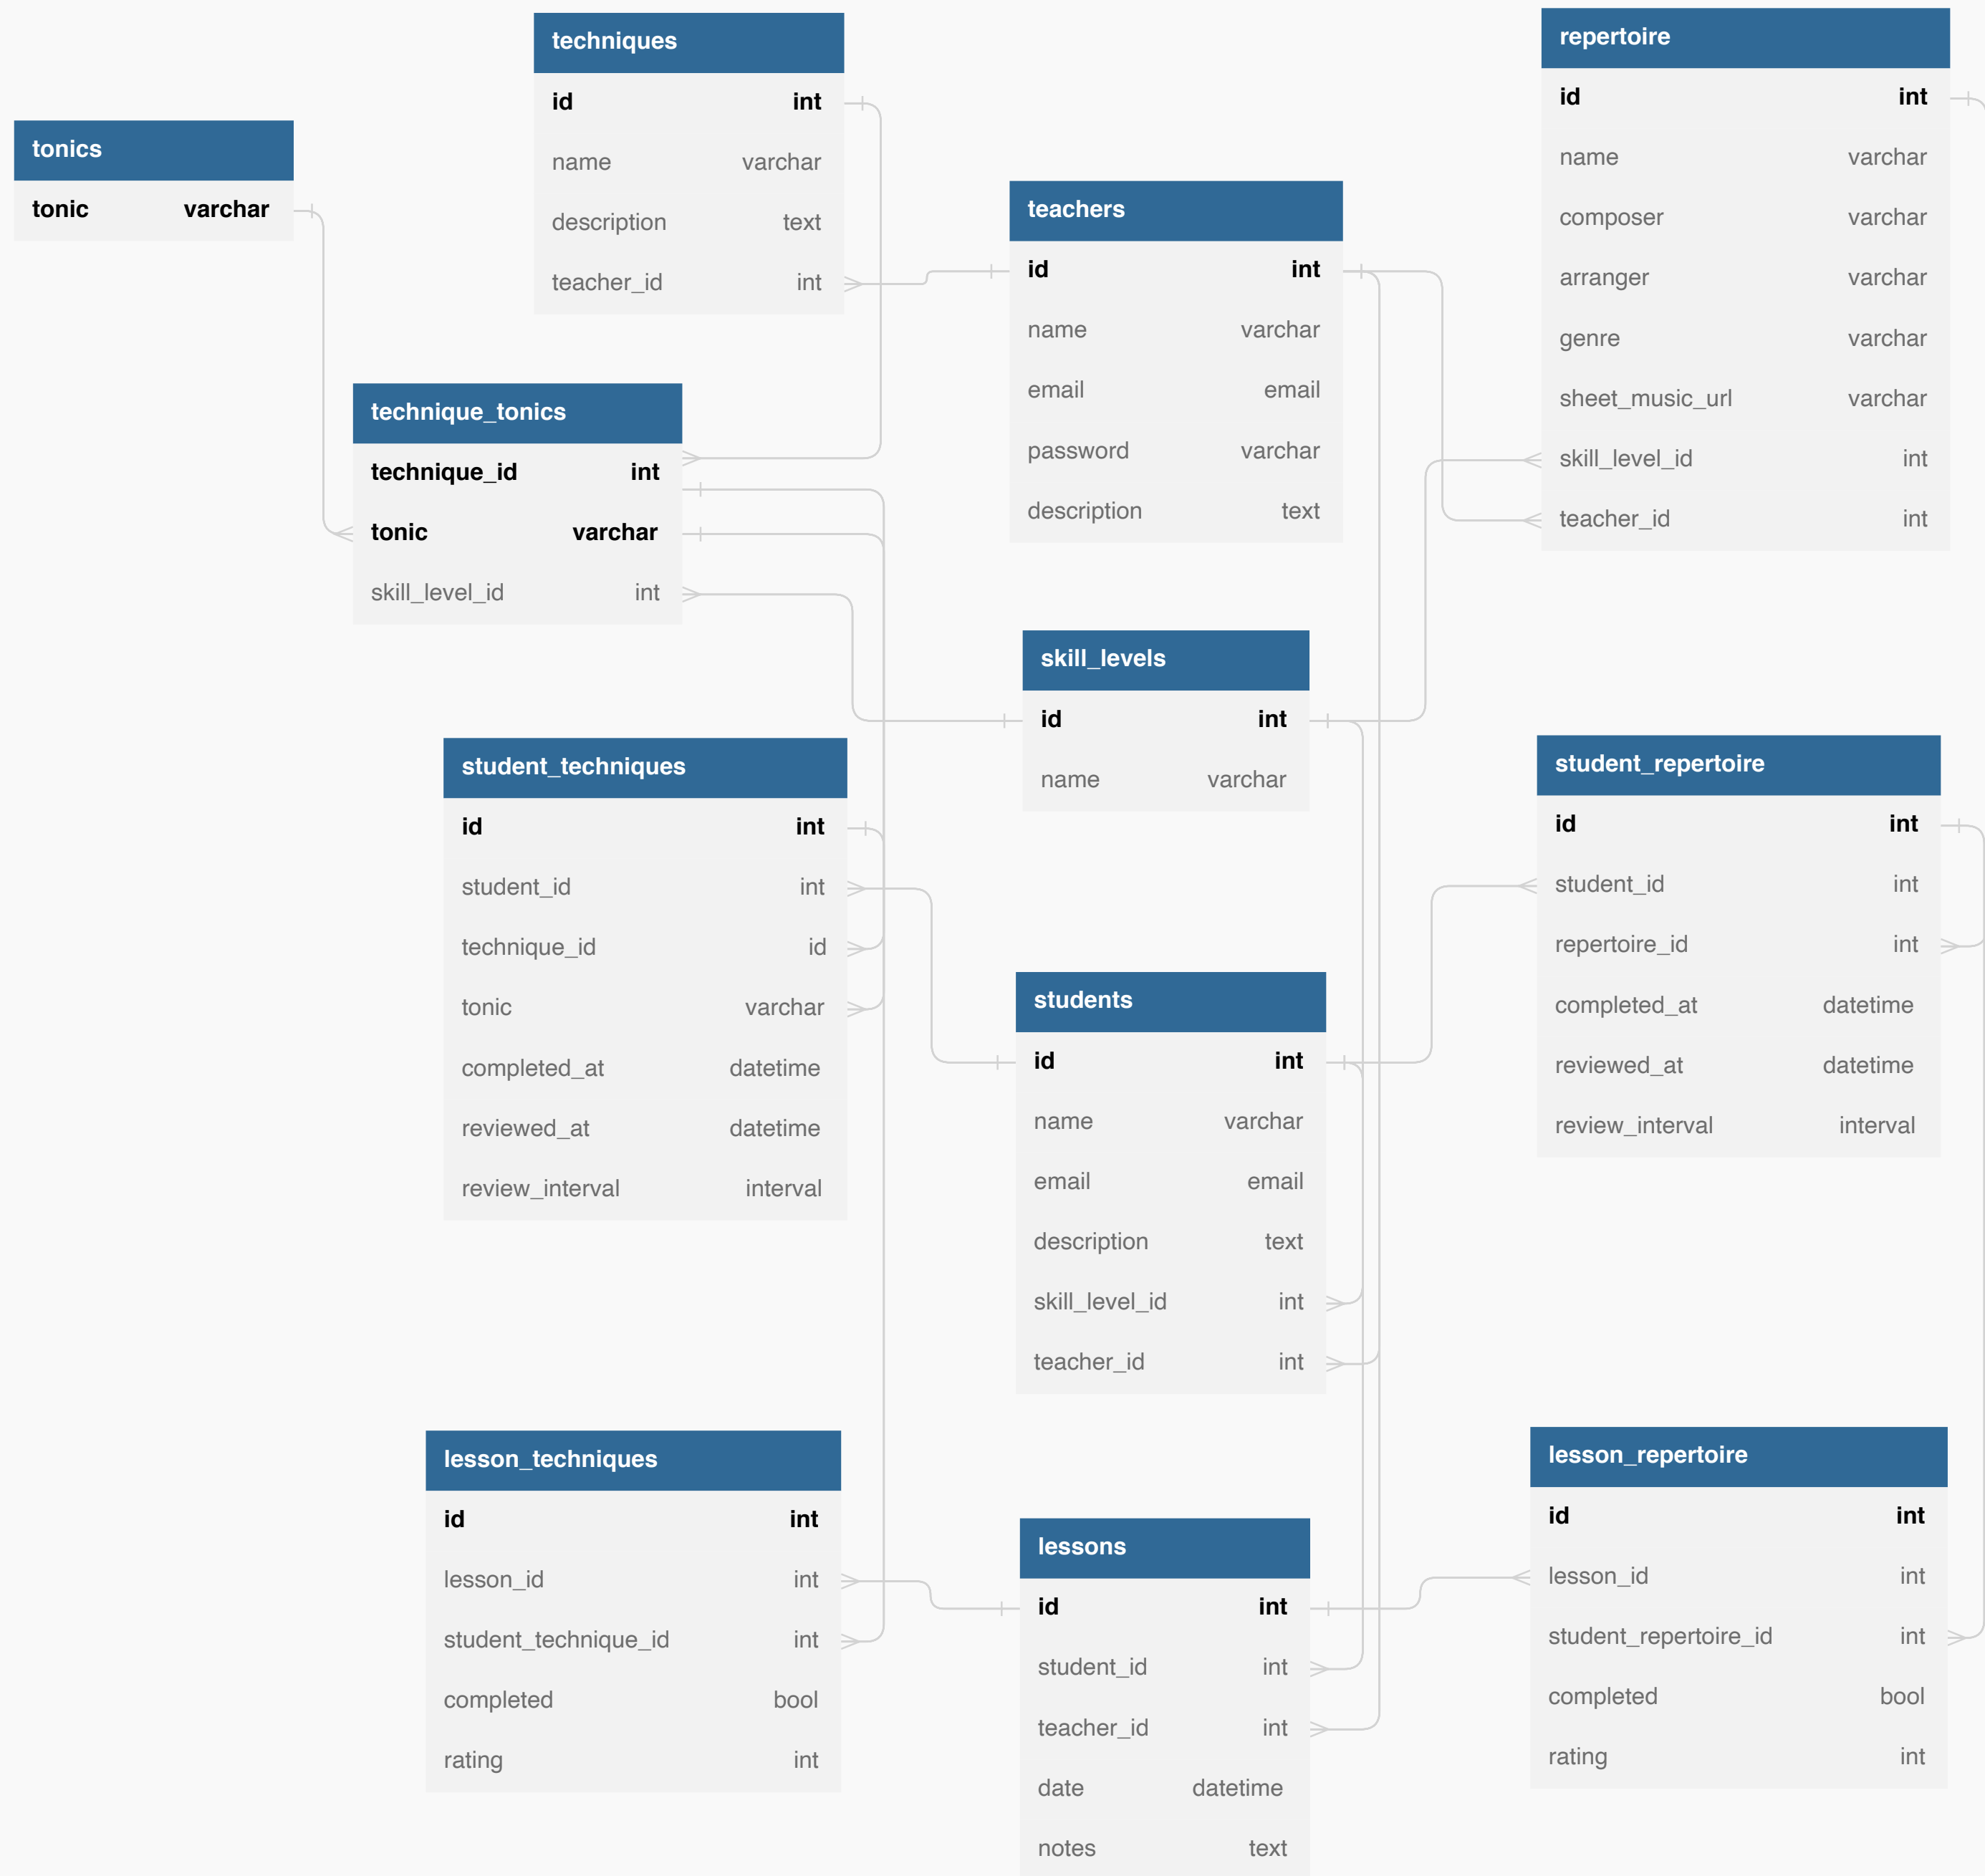 techniques
id int
name varchar
description text
teacher_id int
repertoire
id int
name varchar
composer varchar
arranger varchar
genre varchar
sheet_music_url varchar
skill_level_id int
teacher_id int
tonics
tonic varchar
teachers
id int
name varchar
email email
password varchar
description text
technique_tonics
technique_id int
tonic varchar
skill_level_id int
skill_levels
id int
name varchar
student_techniques
id int
student_id int
technique_id id
tonic varchar
completed_at datetime
reviewed_at datetime
review_interval interval
student_repertoire
id int
student_id int
repertoire_id int
completed_at datetime
reviewed_at datetime
review_interval interval
students
id int
name varchar
email email
description text
skill_level_id int
teacher_id int
lesson_techniques
id int
lesson_id int
student_technique_id int
completed bool
rating int
lessons
id int
student_id int
teacher_id int
date datetime
notes text
lesson_repertoire
id int
lesson_id int
student_repertoire_id int
completed bool
rating int